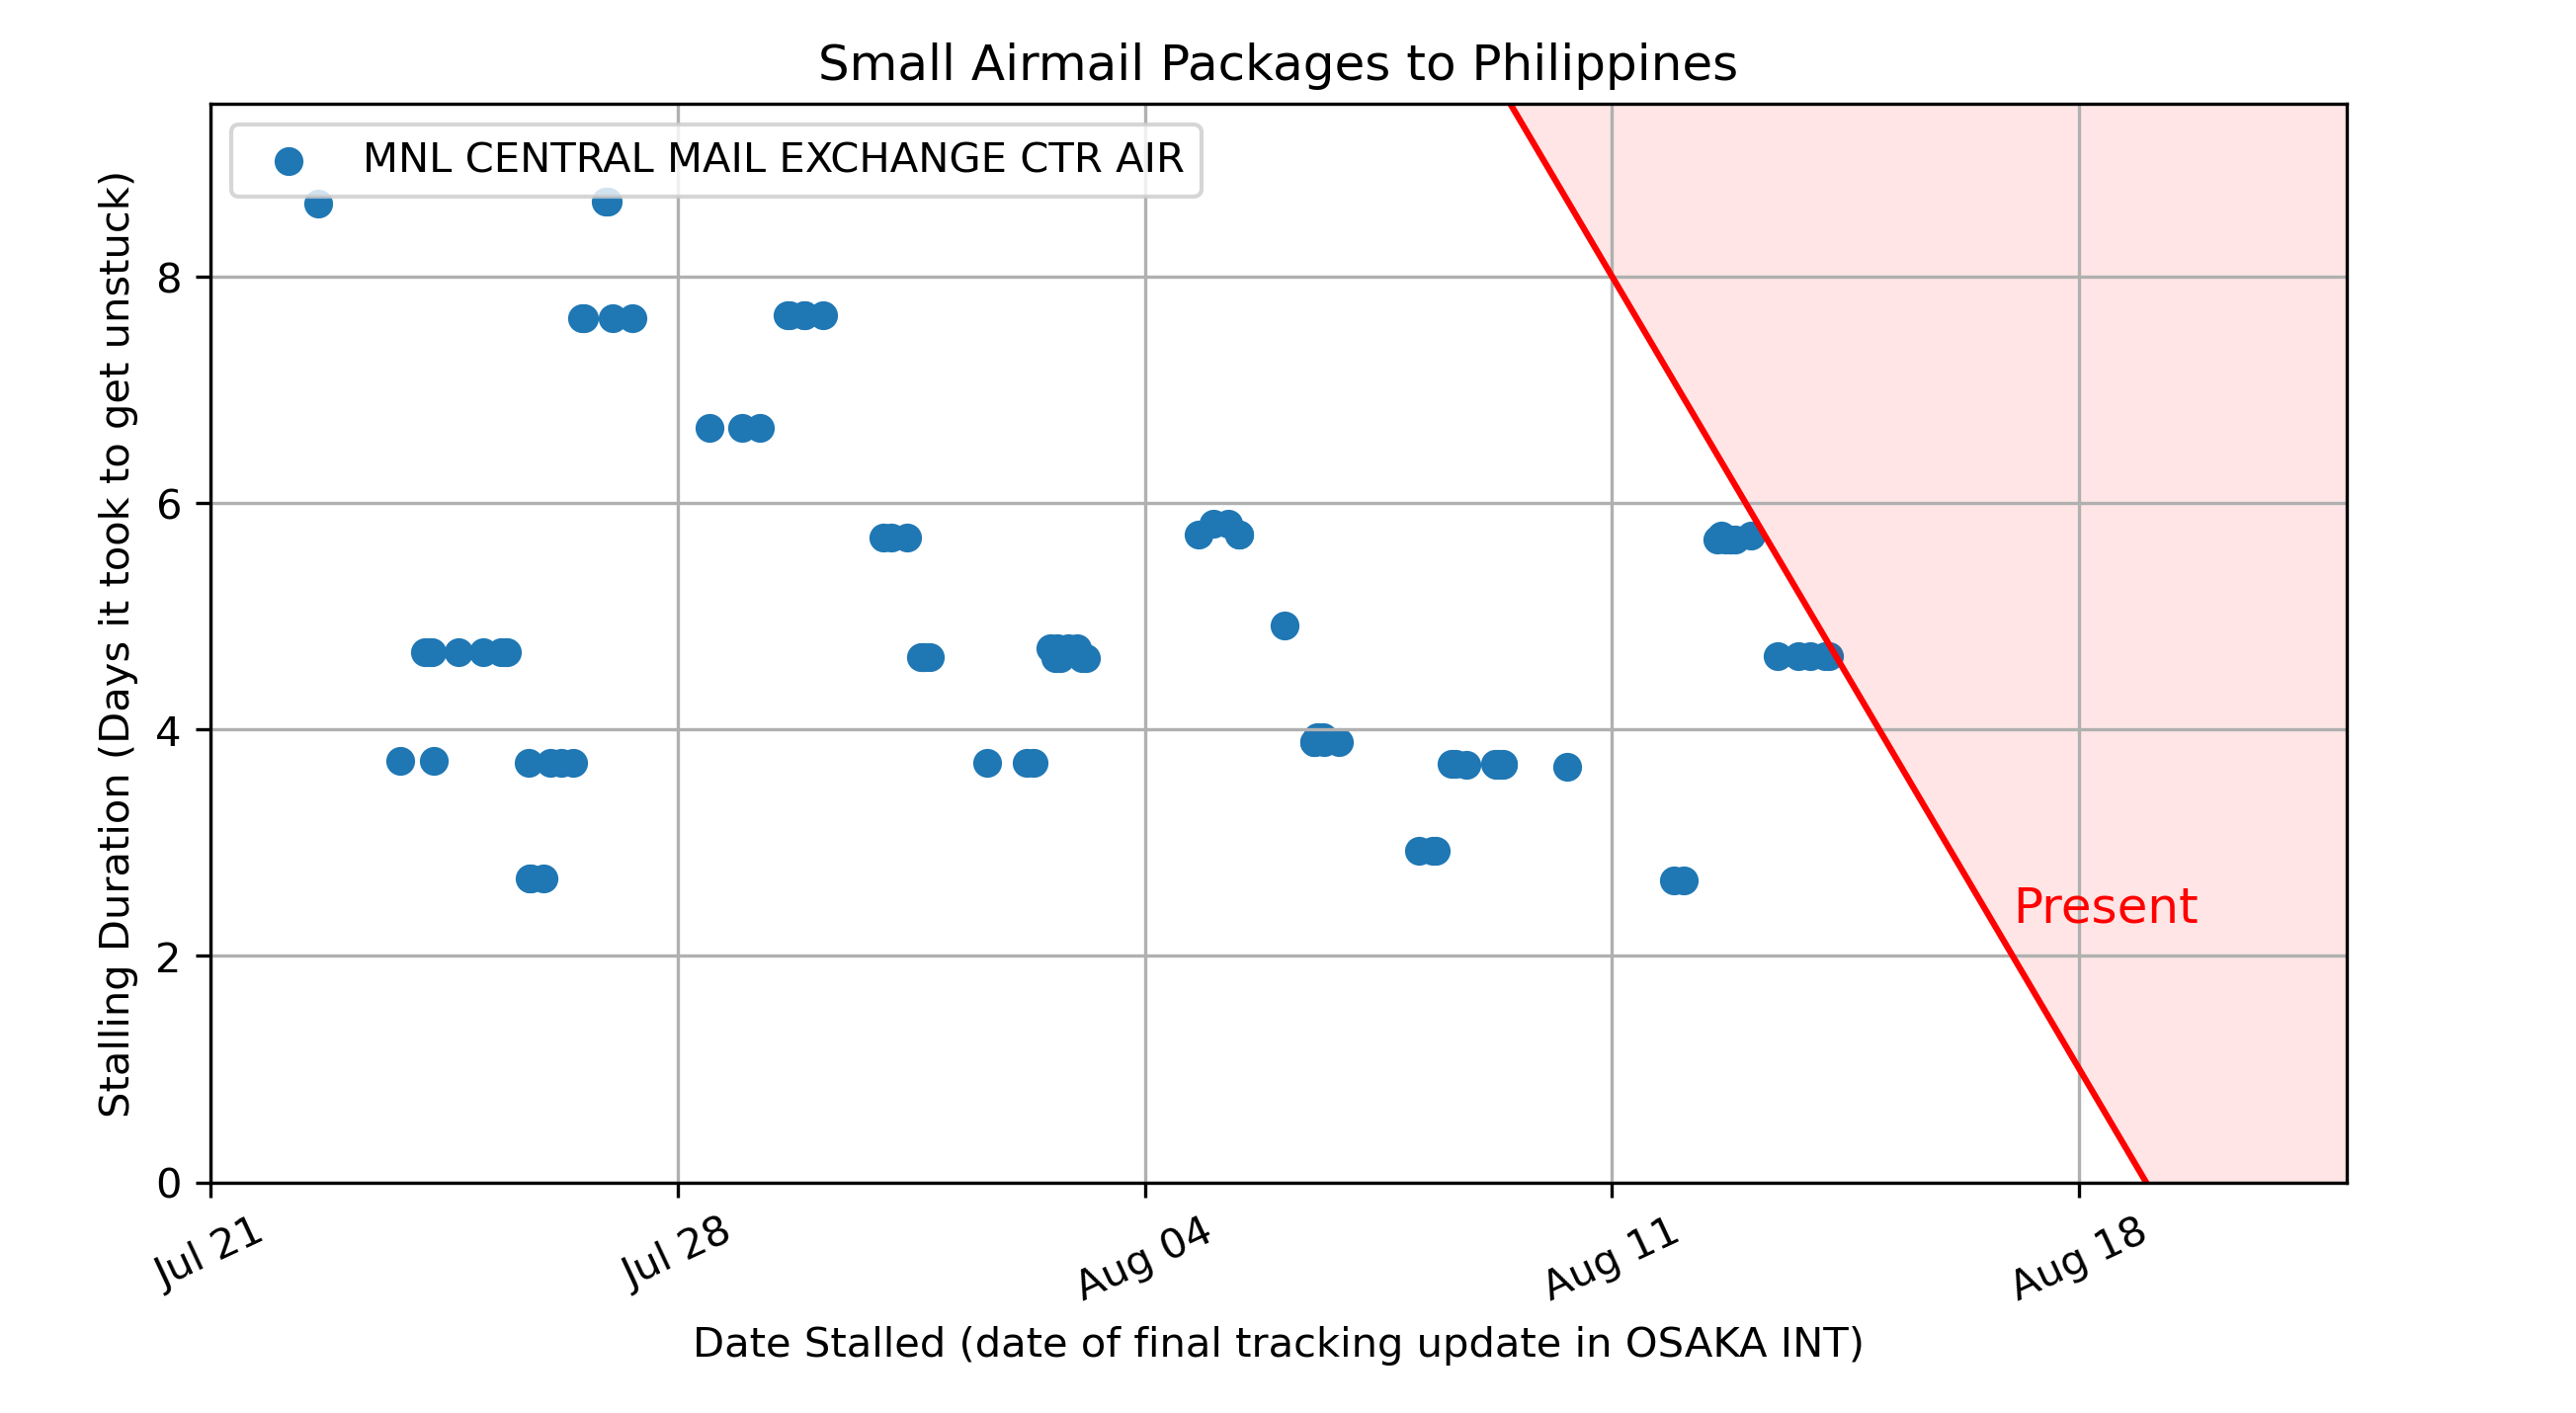 Small Airmail Packages to Philippines
MNL CENTRAL MAIL EXCHANGE CTR AIR
Stalling Duration (Days it took to get unstuck)
8
6
4
2
0
Present
Jul 21
Jul 28
Aug 04
Aug 11
Aug 18
Date Stalled (date of final tracking update in OSAKA INT)